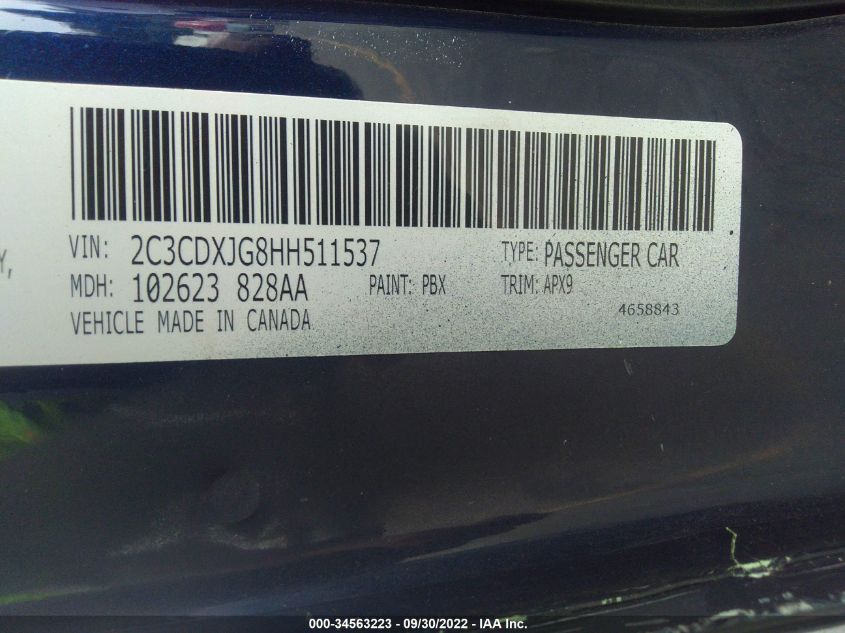 Y,
VIN: 2C3CDXJG8HH511537 TYPE: PASSENGER CAR
MDH: 102623 828AA PAINT: PBX TRIM: APX9
VEHICLE MADE IN CANADA 4658843
000-34563223 - 09/30/2022 - IAA Inc.